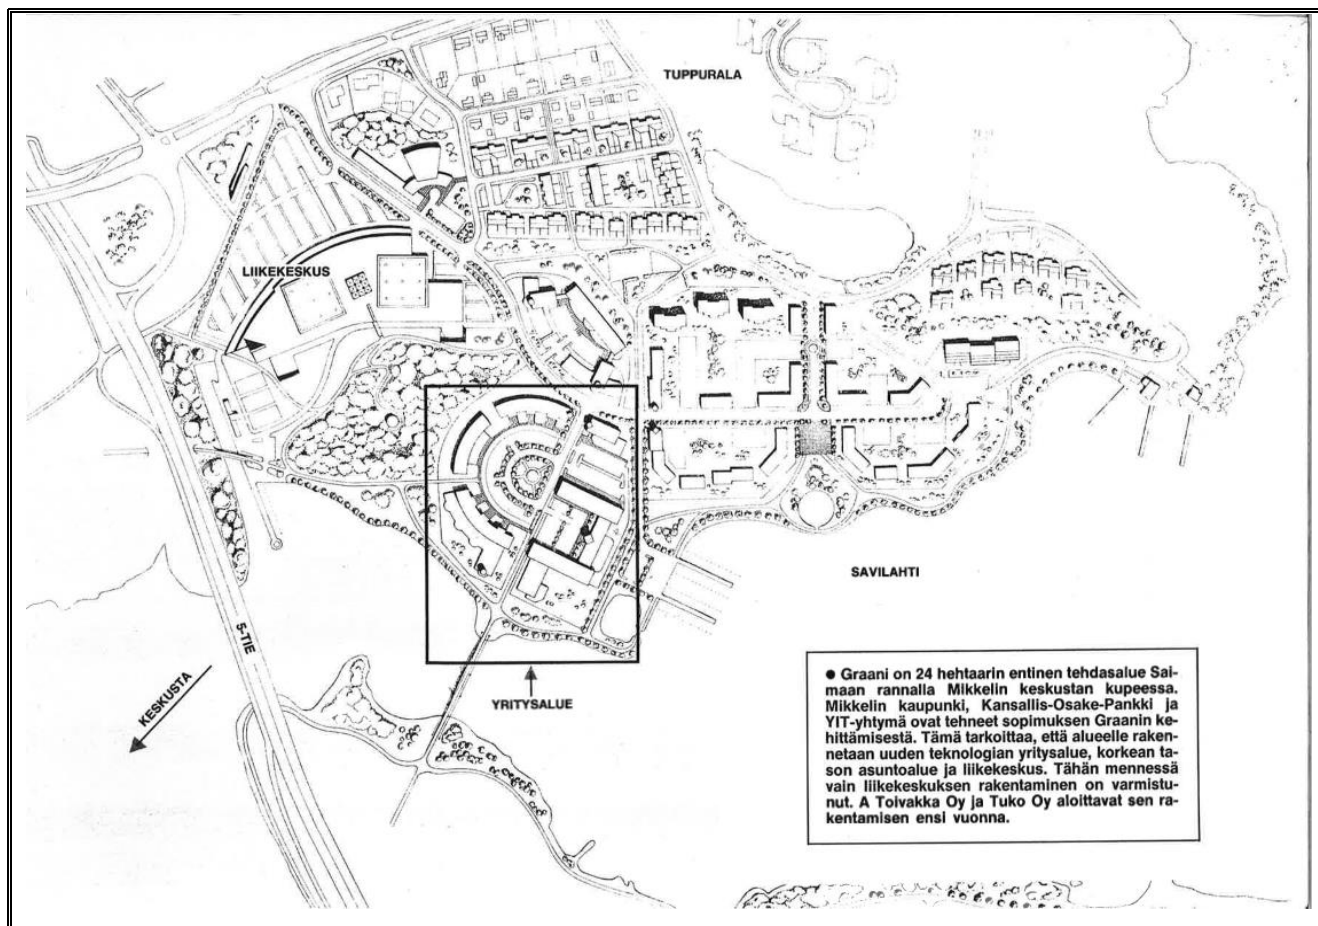 TUPPURALA
LIIKEKESKUS
SAVILAHTI
5-TIE
KESKUSTA
YRITYSALUE
● Graani on 24 hehtaarin entinen tehdasalue Sai-
maan rannalla Mikkelin keskustan kupeessa.
Mikkelin kaupunki, Kansallis-Osake-Pankki ja
YIT-yhtymä ovat tehneet sopimuksen Graanin ke-
hittämisestä. Tämä tarkoittaa, että alueelle raken-
netaan uuden teknologian yritysalue, korkean ta-
son asuntoalue ja liikekeskus. Tähän mennessä
vain liikekeskuksen rakentaminen on varmistu-
nut. A Toivakka Oy ja Tuko Oy aloittavat sen ra-
kentamisen ensi vuonna.